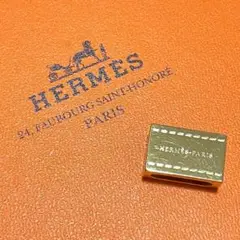 HERMES
24, FAUBOURG SAINT-HONORÉ
PARIS
HERMES-PARIS